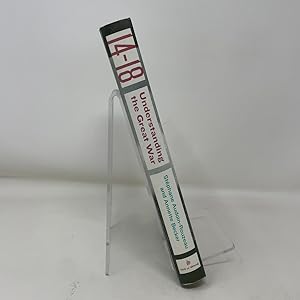 14-18
Understanding
the Great War
Stéphane Audoin-Rouzeau
and Annette Becker